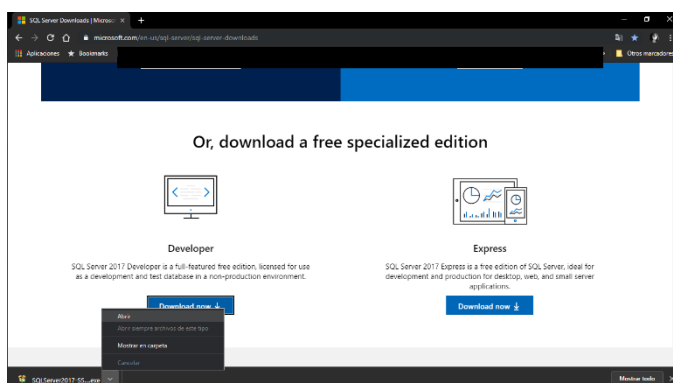 SQL Server Downloads | Microso
microsoft.com/en-us/sql-server/sql-server-downloads
Aplicaciones
Bookmarks
Otros marcadores
Or, download a free specialized edition
Developer
SQL Server 2017 Developer is a full-featured free edition, licensed for use
as a development and test database in a non-production environment.
Download now
Express
SQL Server 2017 Express is a free edition of SQL Server, ideal for
development and production for desktop, web, and small server
applications.
Download now
Abrir
Abrir siempre archivos de este tipo
Mostrar en carpeta
Cancelar
SQLServer2017-SS....exe
Mostrar todo